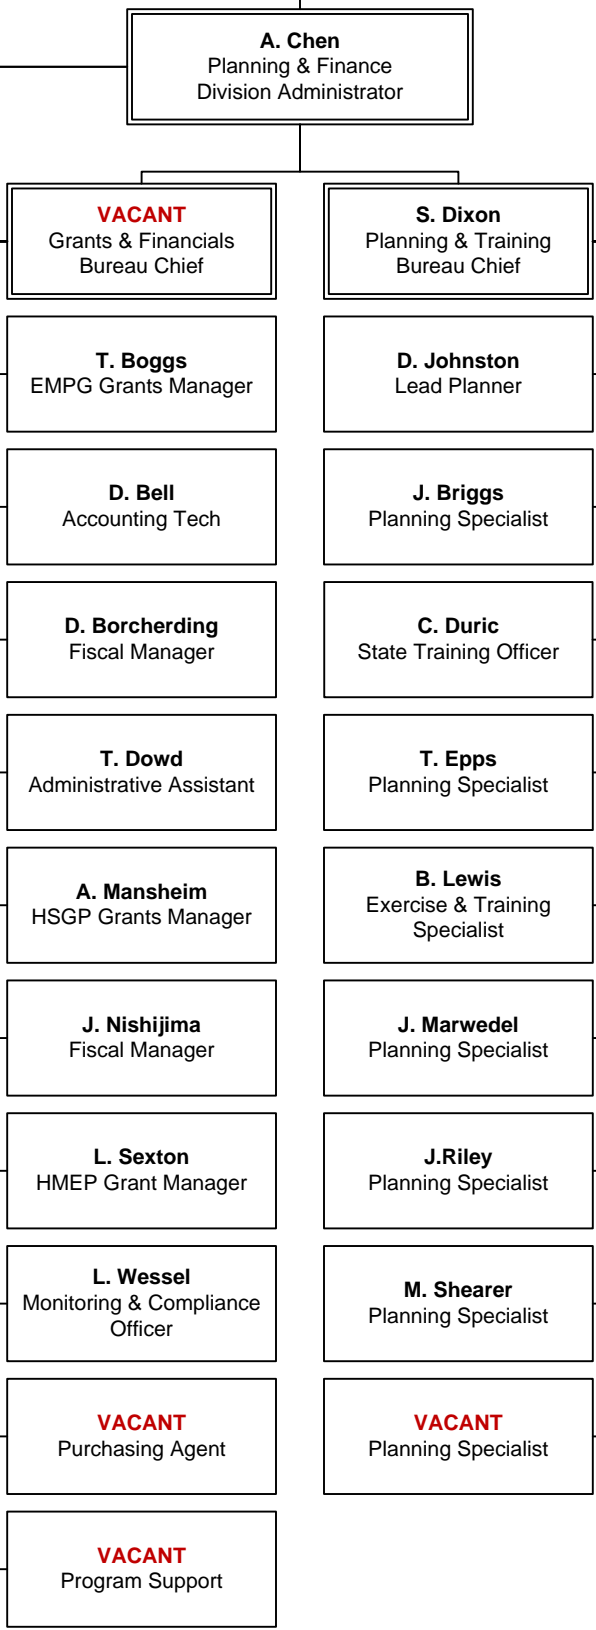 A. Chen
Planning & Finance
Division Administrator
VACANT
Grants & Financials
Bureau Chief
T. Boggs
EMPG Grants Manager
D. Bell
Accounting Tech
D. Borcherding
Fiscal Manager
T. Dowd
Administrative Assistant
A. Mansheim
HSGP Grants Manager
J. Nishijima
Fiscal Manager
L. Sexton
HMEP Grant Manager
L. Wessel
Monitoring & Compliance
Officer
VACANT
Purchasing Agent
VACANT
Program Support
S. Dixon
Planning & Training
Bureau Chief
D. Johnston
Lead Planner
J. Briggs
Planning Specialist
C. Duric
State Training Officer
T. Epps
Planning Specialist
B. Lewis
Exercise & Training
Specialist
J. Marwedel
Planning Specialist
J.Riley
Planning Specialist
M. Shearer
Planning Specialist
VACANT
Planning Specialist